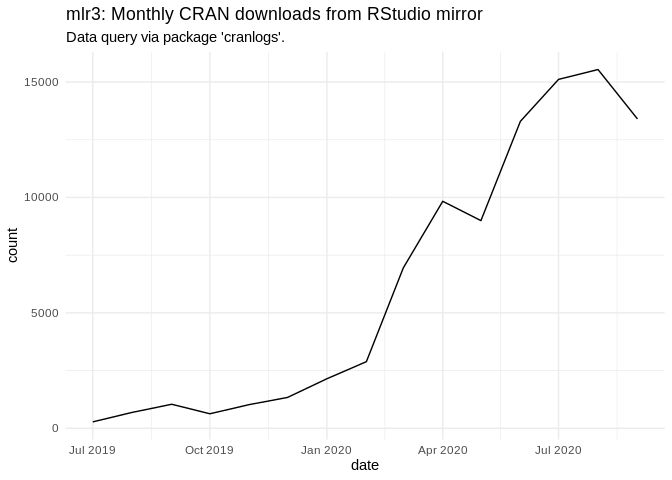 mlr3: Monthly CRAN downloads from RStudio mirror
Data query via package 'cranlogs'.
15000
10000
5000
0
count
Jul 2019 Oct 2019 Jan 2020 Apr 2020 Jul 2020
date